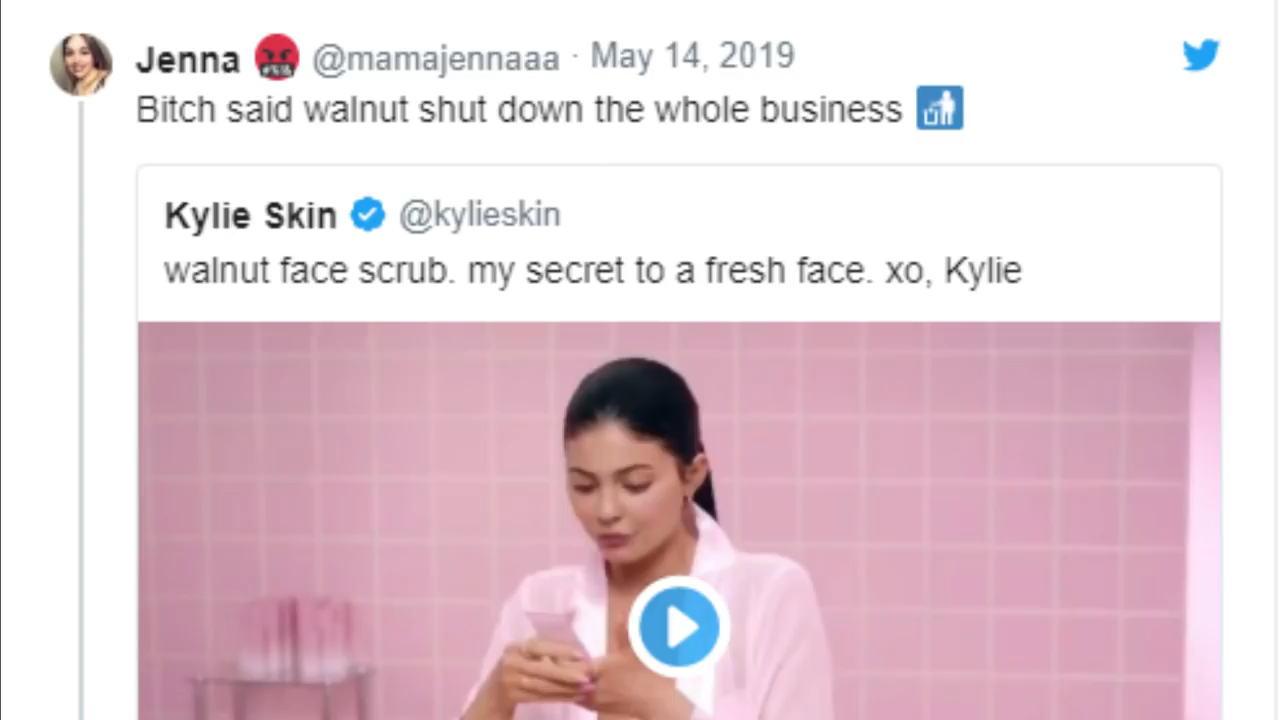 Jenna 🤬 @mamajennaaa · May 14, 2019
Bitch said walnut shut down the whole business 🚮
Kylie Skin @kylieskin
walnut face scrub. my secret to a fresh face. xo, Kylie